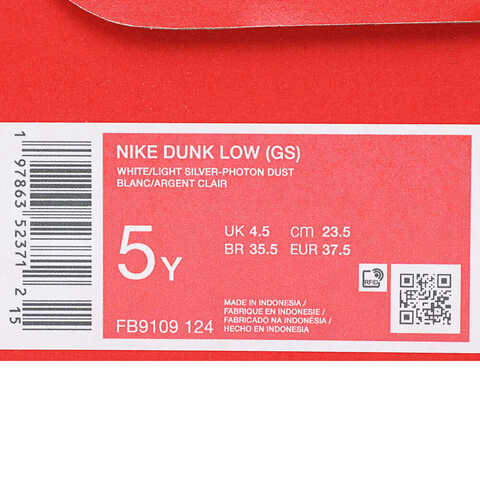 NIKE DUNK LOW (GS)
WHITE/LIGHT SILVER-PHOTON DUST
BLANC/ARGENT CLAIR
5Y
UK 4.5 cm 23.5
BR 35.5 EUR 37.5
RFID
MADE IN INDONESIA /
FABRIQUE EN INDONESIE /
FABRICADO NA INDONÉSIA /
HECHO EN INDONESIA
FB9109 124
1 97863 52371 2 15